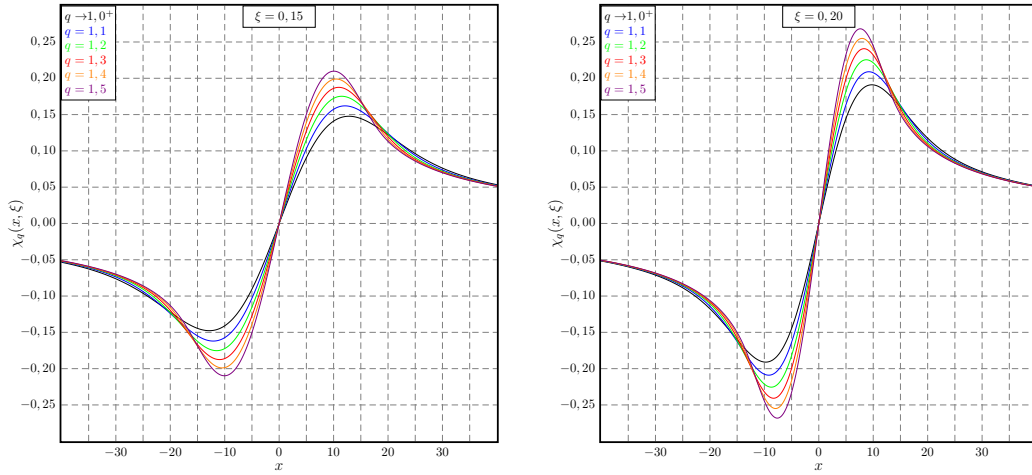 q →1,0⁺
q = 1,1
q = 1,2
q = 1,3
q = 1,4
q = 1,5
ξ = 0,15
0,25
0,20
0,15
0,10
0,05
0,00
−0,05
−0,10
−0,15
−0,20
−0,25
χq(x, ξ)
−30 −20 −10 0 10 20 30
x
q →1,0⁺
q = 1,1
q = 1,2
q = 1,3
q = 1,4
q = 1,5
ξ = 0,20
0,25
0,20
0,15
0,10
0,05
0,00
−0,05
−0,10
−0,15
−0,20
−0,25
χq(x, ξ)
−30 −20 −10 0 10 20 30
x